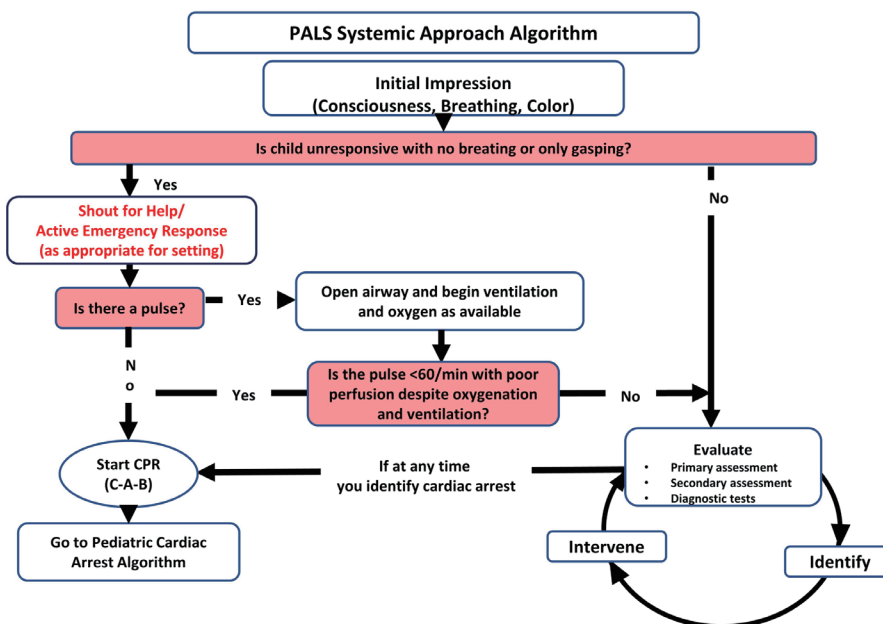 PALS Systemic Approach Algorithm
Initial Impression
(Consciousness, Breathing, Color)
Is child unresponsive with no breating or only gasping?
Yes
No
Shout for Help/
Active Emergency Response
(as appropriate for setting)
Is there a pulse?
Yes
Open airway and begin ventilation
and oxygen as available
N
o
Yes
Is the pulse <60/min with poor
perfusion despite oxygenation
and ventilation?
No
Start CPR
(C-A-B)
If at any time
you identify cardiac arrest
Evaluate
• Primary assessment
• Secondary assessment
• Diagnostic tests
Go to Pediatric Cardiac
Arrest Algorithm
Intervene
Identify